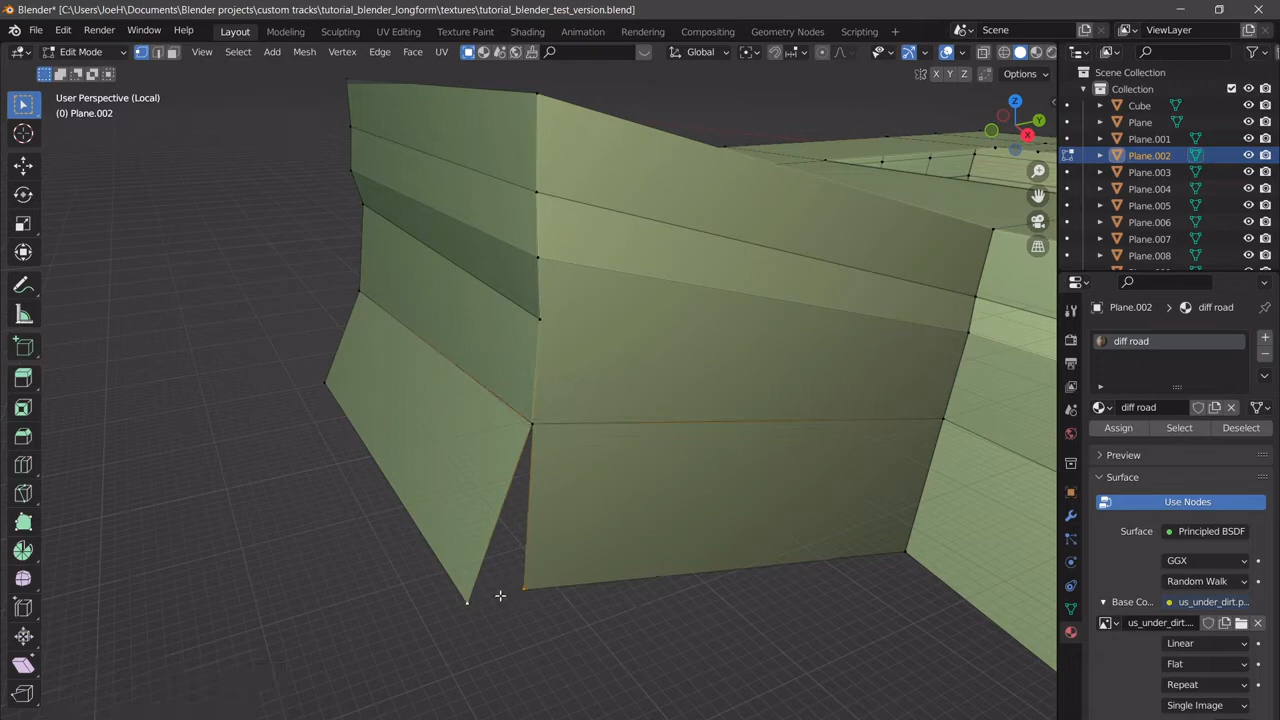 Blender* [C:\Users\JoeH\Documents\Blender projects\custom tracks\tutorial_blender_longform\textures\tutorial_blender_test_version.blend]
File Edit Render Window Help Layout Modeling Sculpting UV Editing Texture Paint Shading Animation Rendering Compositing Geometry Nodes Scripting + Scene ViewLayer
Edit Mode View Select Add Mesh Vertex Edge Face UV Global
X Y Z Options
User Perspective (Local)
(0) Plane.002
Z
Y
X
Scene Collection
Collection
Cube
Plane
Plane.001
Plane.002
Plane.003
Plane.004
Plane.005
Plane.006
Plane.007
Plane.008
Plane.002 > diff road
diff road
diff road
Assign Select Deselect
Preview
Surface
Use Nodes
Surface Principled BSDF
GGX
Random Walk
Base Co... us_under_dirt.p...
us_under_dirt....
Linear
Flat
Repeat
Single Image